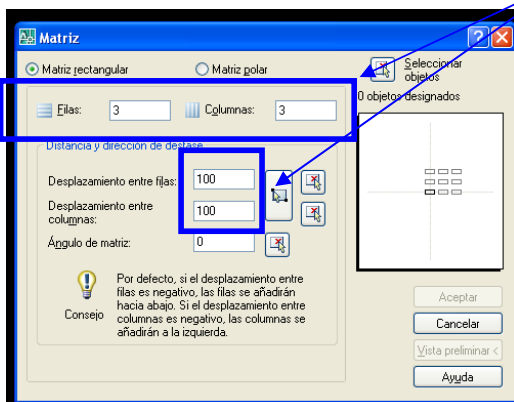 Matriz
Matriz rectangular
Matriz polar
Seleccionar
objetos
0 objetos designados
Filas: 3
Columnas: 3
Distancia y dirección de desfase
Desplazamiento entre filas: 100
Desplazamiento entre
columnas: 100
Ángulo de matriz: 0
Consejo
Por defecto, si el desplazamiento entre
filas es negativo, las filas se añadirán
hacia abajo. Si el desplazamiento entre
columnas es negativo, las columnas se
añadirán a la izquierda.
Aceptar
Cancelar
Vista preliminar <
Ayuda